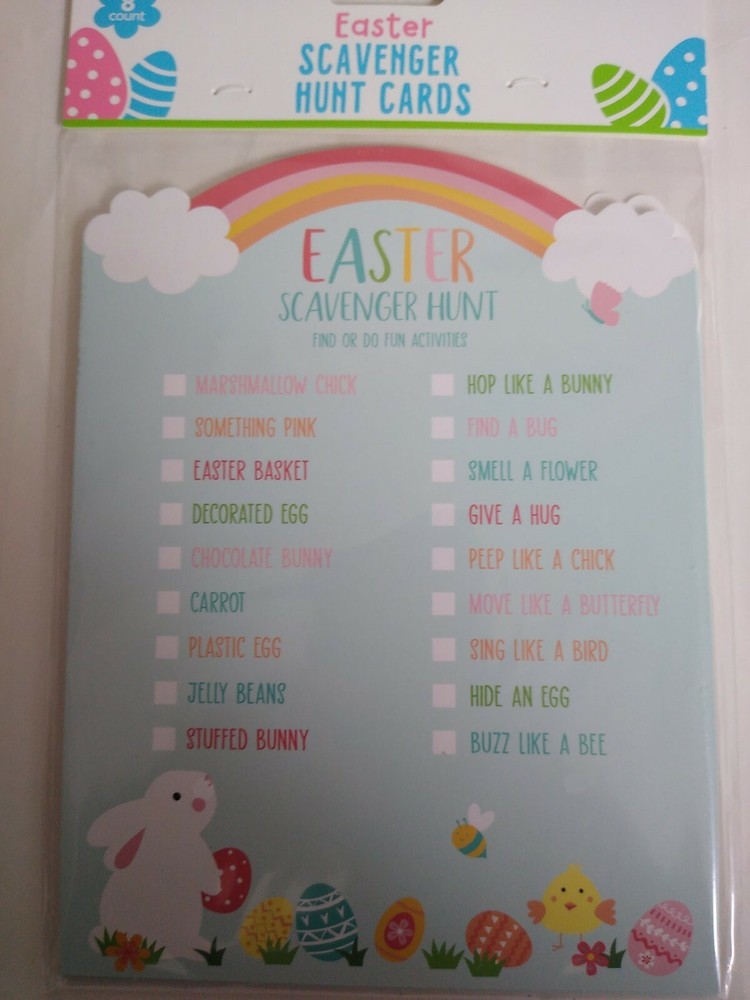 8
count
Easter
SCAVENGER
HUNT CARDS
EASTER
SCAVENGER HUNT
FIND OR DO FUN ACTIVITIES
MARSHMALLOW CHICK
SOMETHING PINK
EASTER BASKET
DECORATED EGG
CHOCOLATE BUNNY
CARROT
PLASTIC EGG
JELLY BEANS
STUFFED BUNNY
HOP LIKE A BUNNY
FIND A BUG
SMELL A FLOWER
GIVE A HUG
PEEP LIKE A CHICK
MOVE LIKE A BUTTERFLY
SING LIKE A BIRD
HIDE AN EGG
BUZZ LIKE A BEE